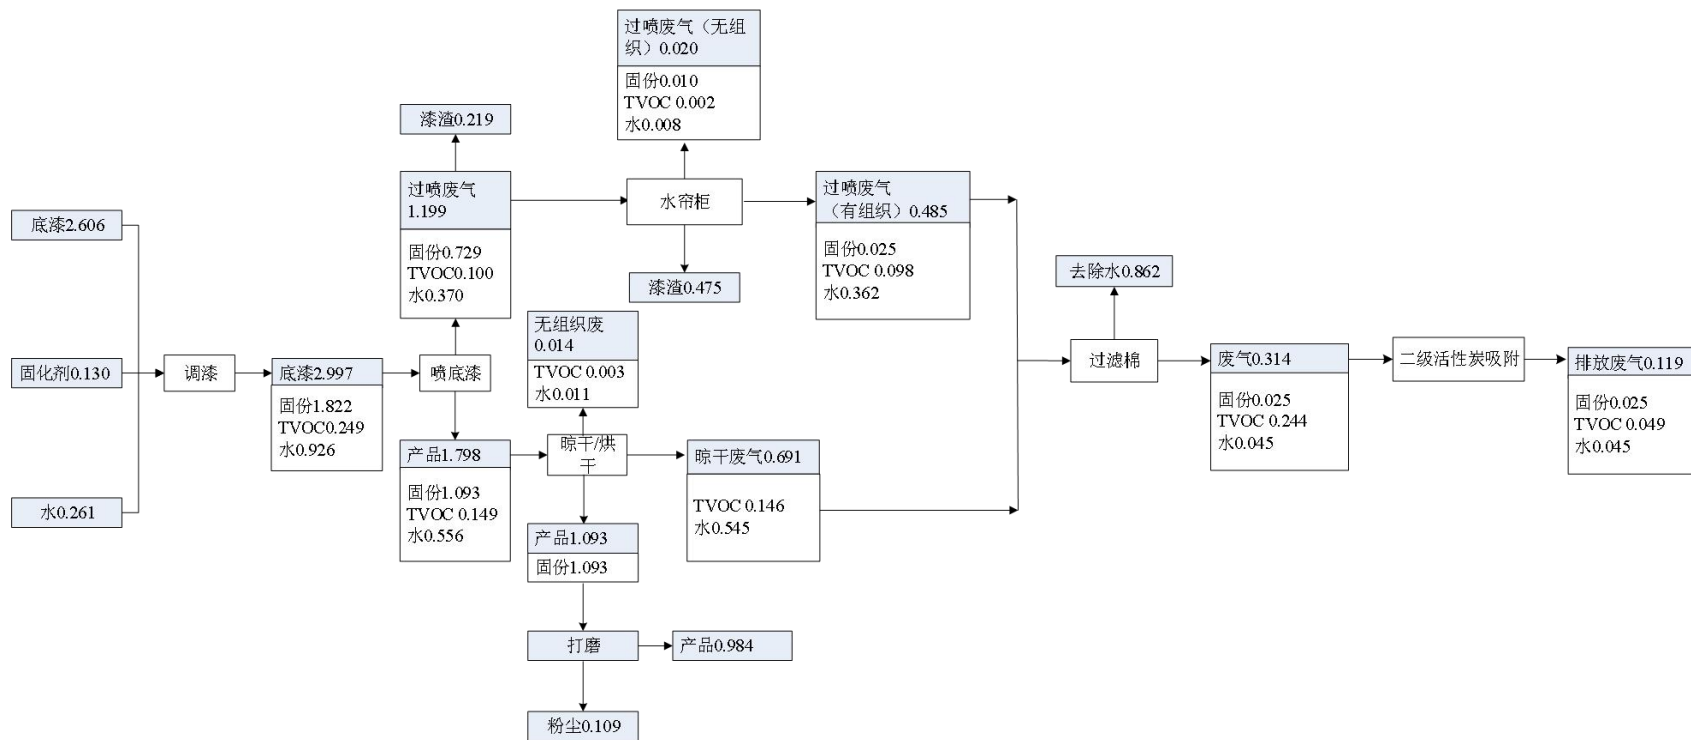 底漆2.606
固化剂0.130
水0.261
调漆
底漆2.997
固份1.822
TVOC0.249
水0.926
喷底漆
漆渣0.219
过喷废气
1.199
固份0.729
TVOC0.100
水0.370
产品1.798
固份1.093
TVOC 0.149
水0.556
过喷废气（无组
织）0.020
固份0.010
TVOC 0.002
水0.008
水帘柜
漆渣0.475
过喷废气
（有组织）0.485
固份0.025
TVOC 0.098
水0.362
无组织废
0.014
TVOC 0.003
水0.011
晾干/烘
干
晾干废气0.691
TVOC 0.146
水0.545
产品1.093
固份1.093
打磨
产品0.984
粉尘0.109
去除水0.862
过滤棉
废气0.314
固份0.025
TVOC 0.244
水0.045
二级活性炭吸附
排放废气0.119
固份0.025
TVOC 0.049
水0.045